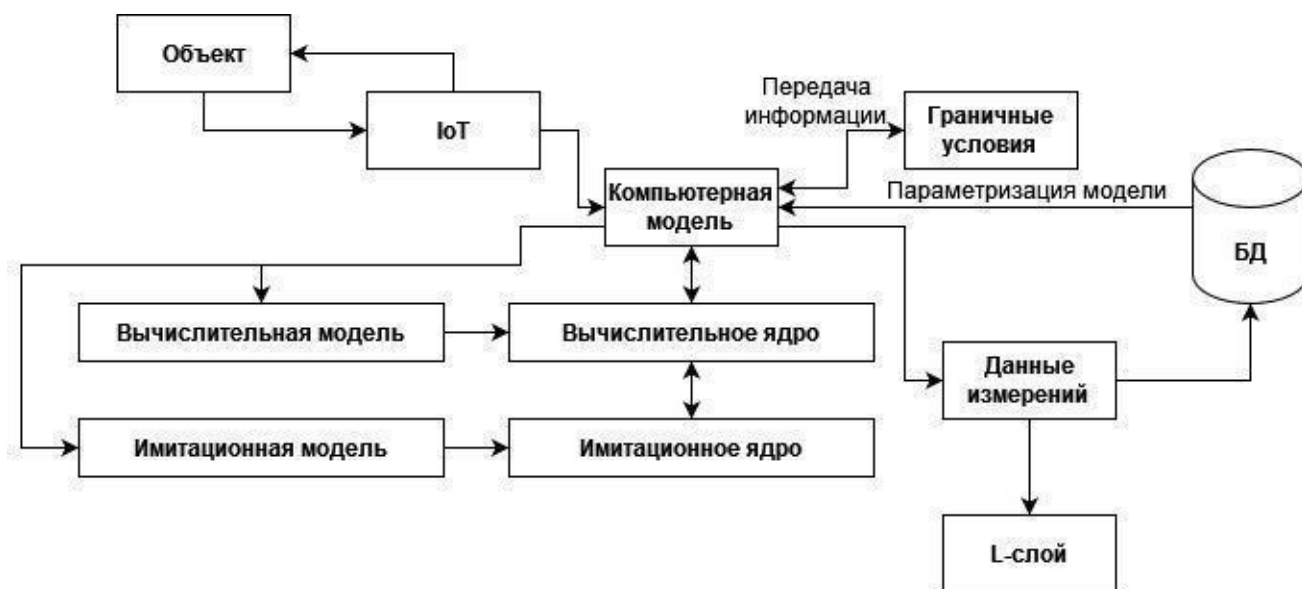 Объект
IoT
Передача
информации
Граничные
условия
Компьютерная
модель
Параметризация модели
БД
Вычислительная модель
Вычислительное ядро
Данные
измерений
Имитационная модель
Имитационное ядро
L-слой